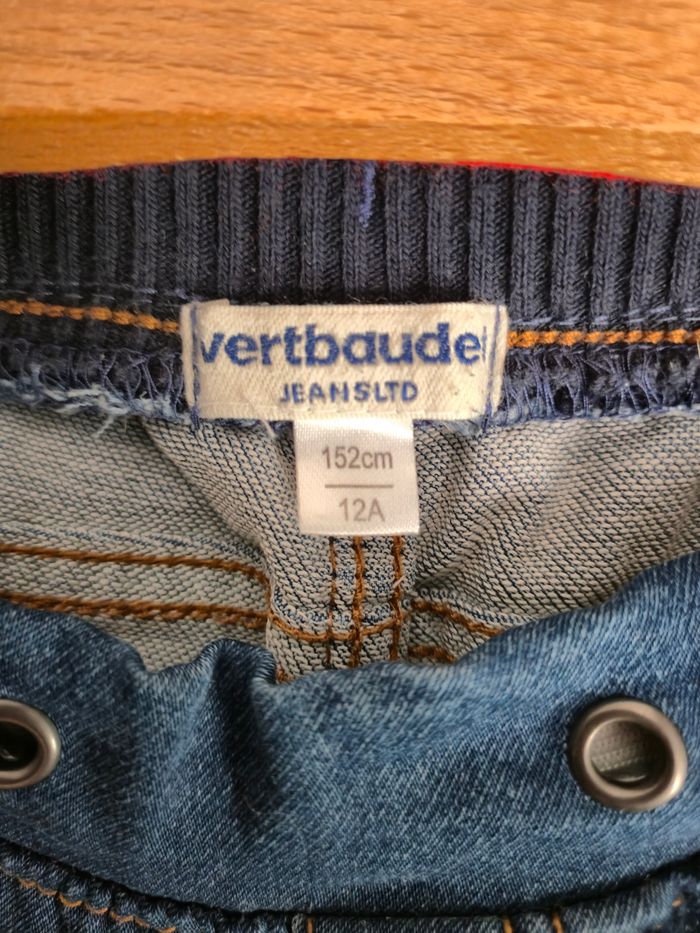 vertbaudet
JEANSLTD
152cm
12A